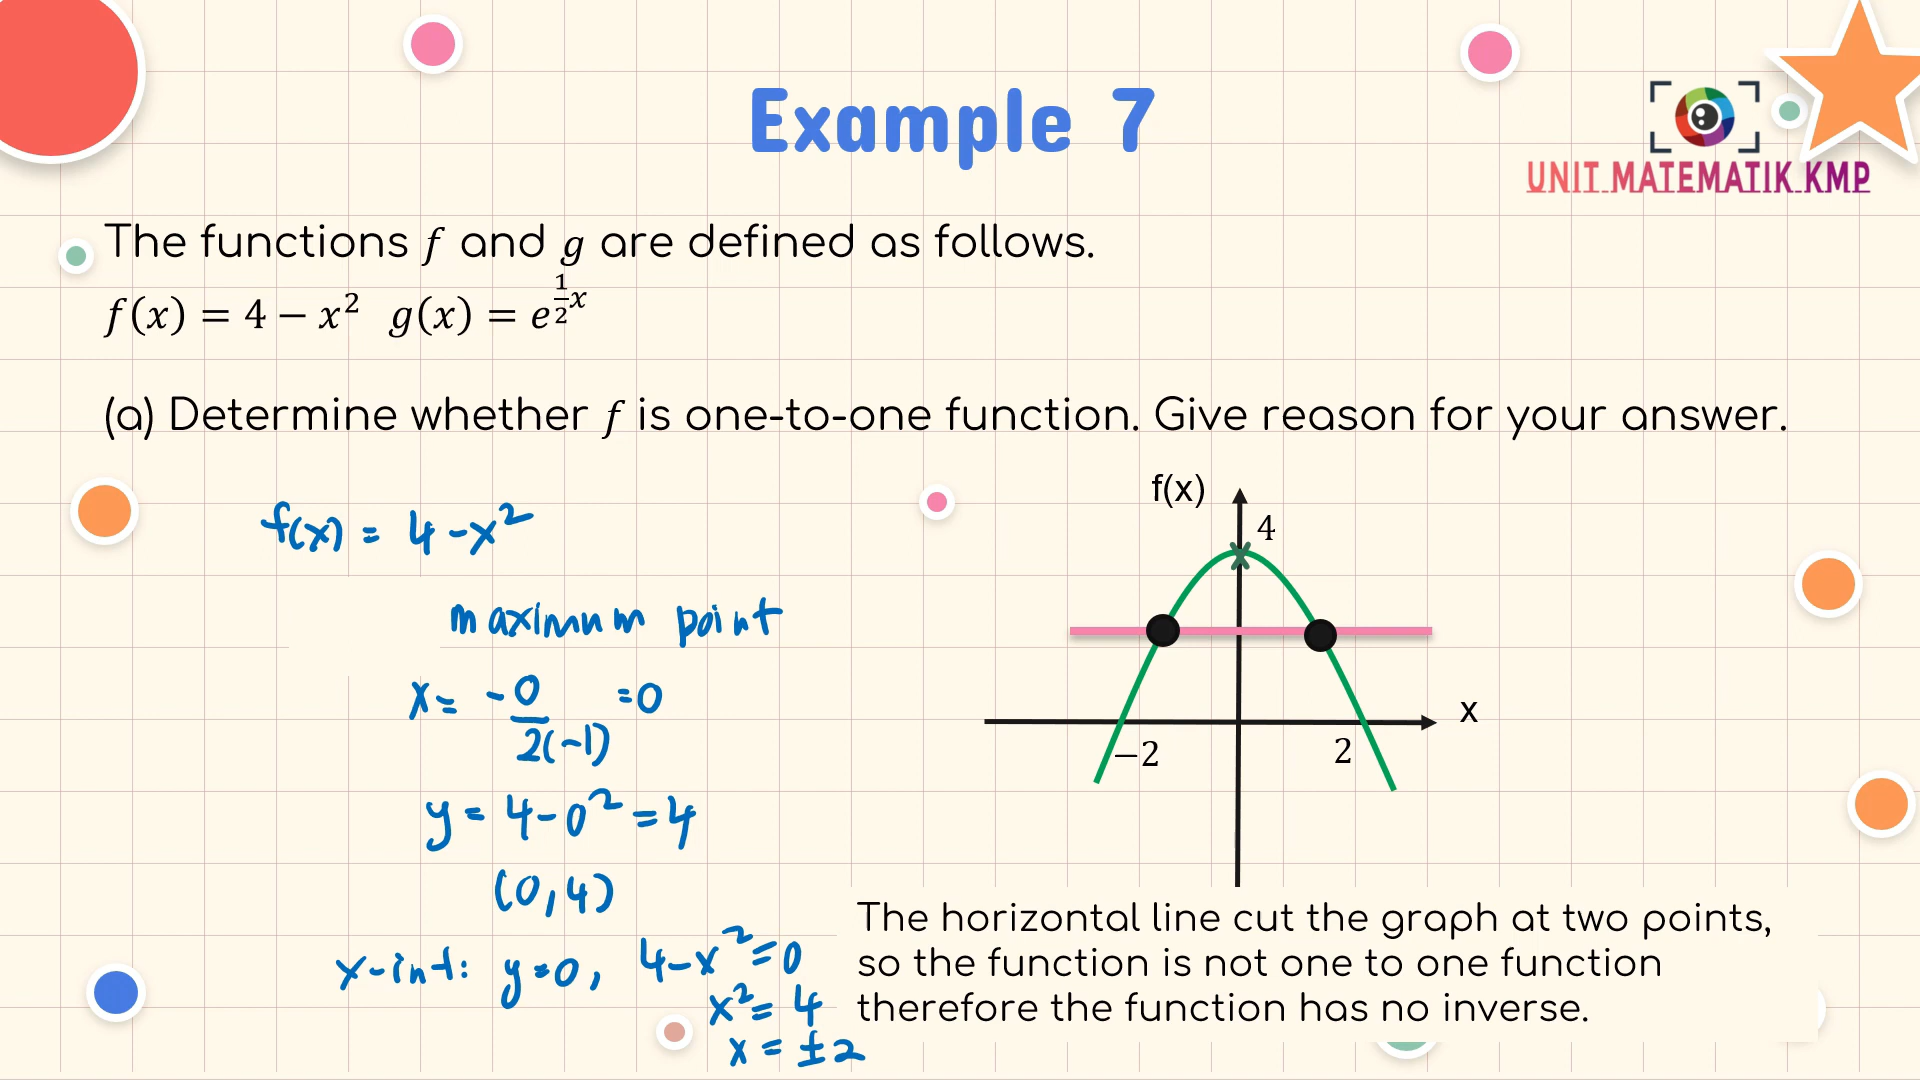 Example 7
UNIT MATEMATIK KMP
The functions f and g are defined as follows.
f(x) = 4 − x² g(x) = e^{\frac{1}{2}x}
(a) Determine whether f is one-to-one function. Give reason for your answer.
f(x) = 4 - x²
maximum point
x = \frac{-0}{2(-1)} = 0
y = 4 - 0² = 4
(0, 4)
x-int: y=0, 4-x²=0
x² = 4
x = ±2
f(x)
4
x
−2
2
The horizontal line cut the graph at two points,
so the function is not one to one function
therefore the function has no inverse.